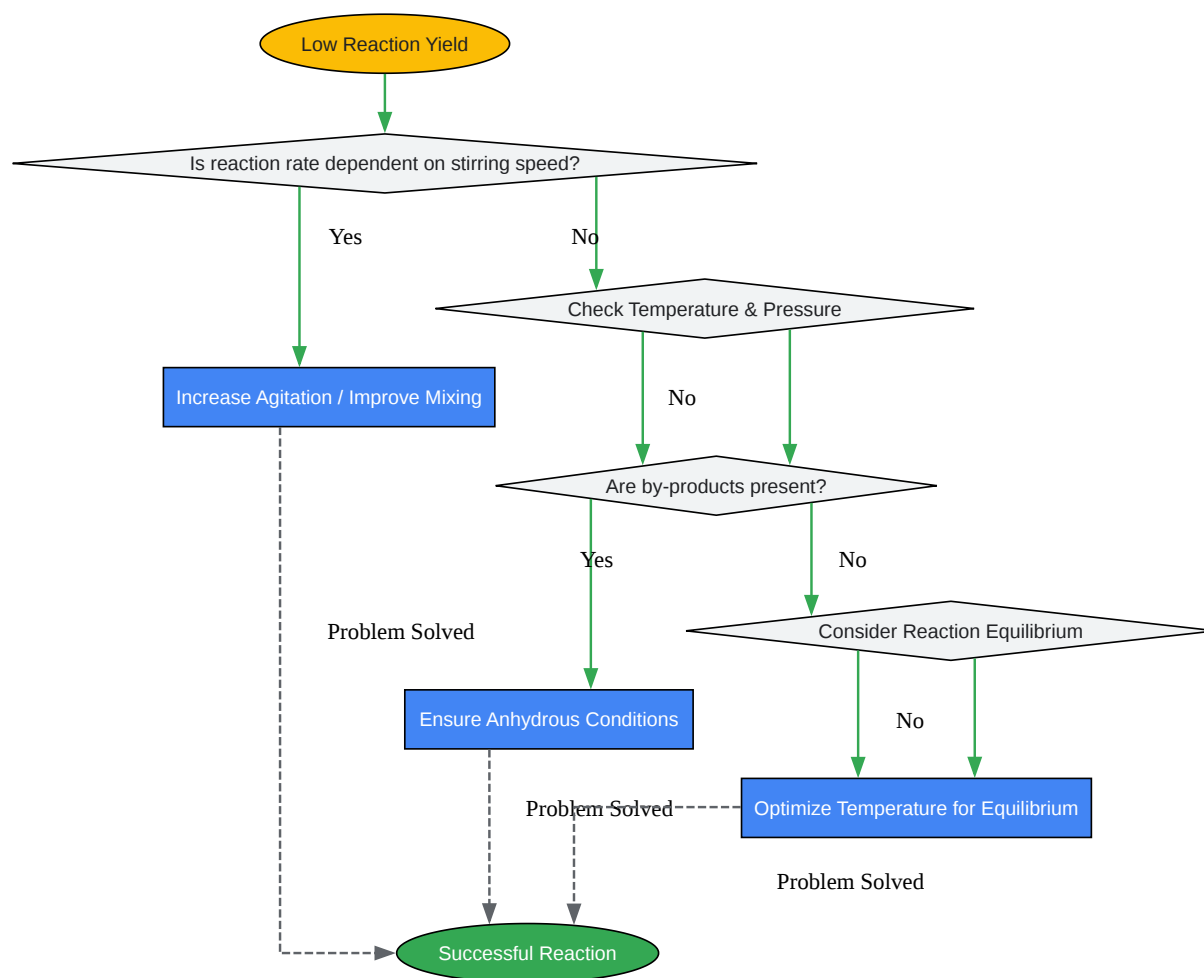 Low Reaction Yield
Is reaction rate dependent on stirring speed?
Yes
No
Check Temperature & Pressure
Increase Agitation / Improve Mixing
No
Are by-products present?
Yes
No
Problem Solved
Consider Reaction Equilibrium
Ensure Anhydrous Conditions
No
Problem Solved
Optimize Temperature for Equilibrium
Problem Solved
Successful Reaction